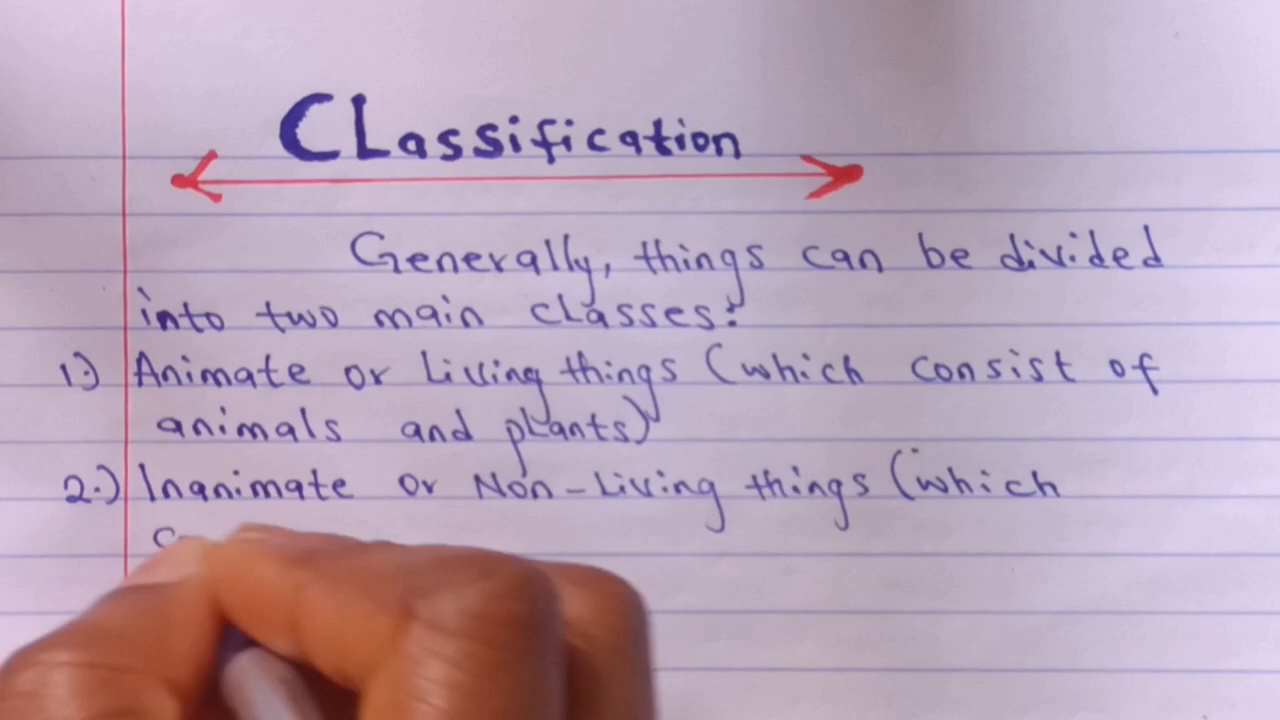 CLassification
Generally, things can be divided
into two main classes:
1.) Animate or Living things (which consist of
animals and plants)
2.) Inanimate or Non-Living things (which